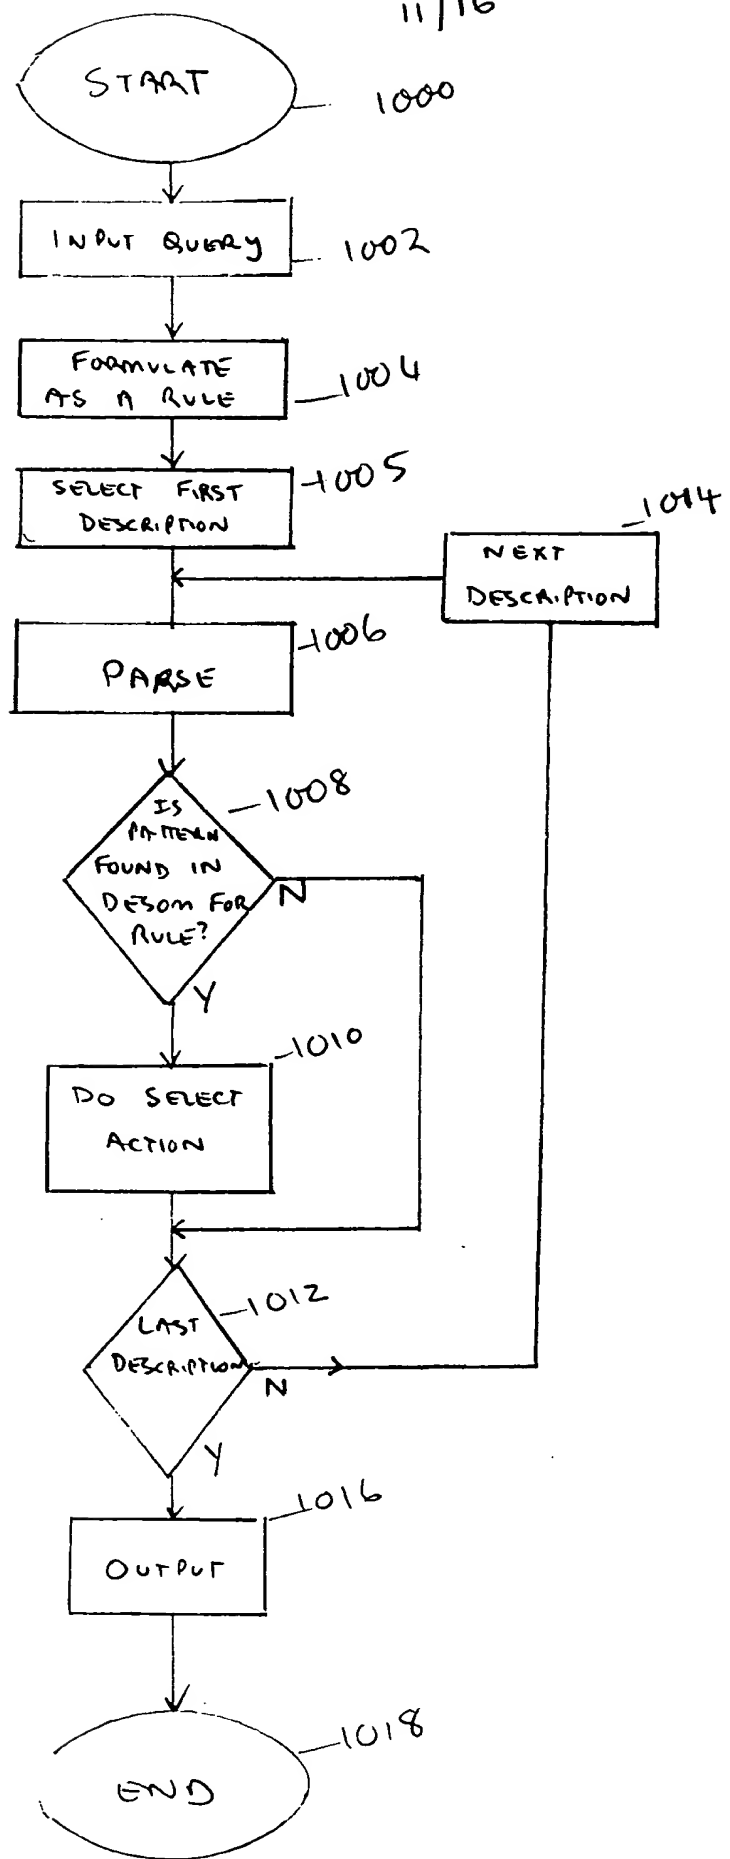 11/16
START
1000
INPUT QUERY
1002
FORMULATE
AS A RULE
1004
SELECT FIRST
DESCRIPTION
1005
NEXT
DESCRIPTION
1014
PARSE
1006
IS
PATTERN
FOUND IN
FOR
RULE?
1008
N
Y
DO SELECT
ACTION
1010
LAST
DESCRIPTION
1012
N
Y
OUTPUT
1016
END
1018